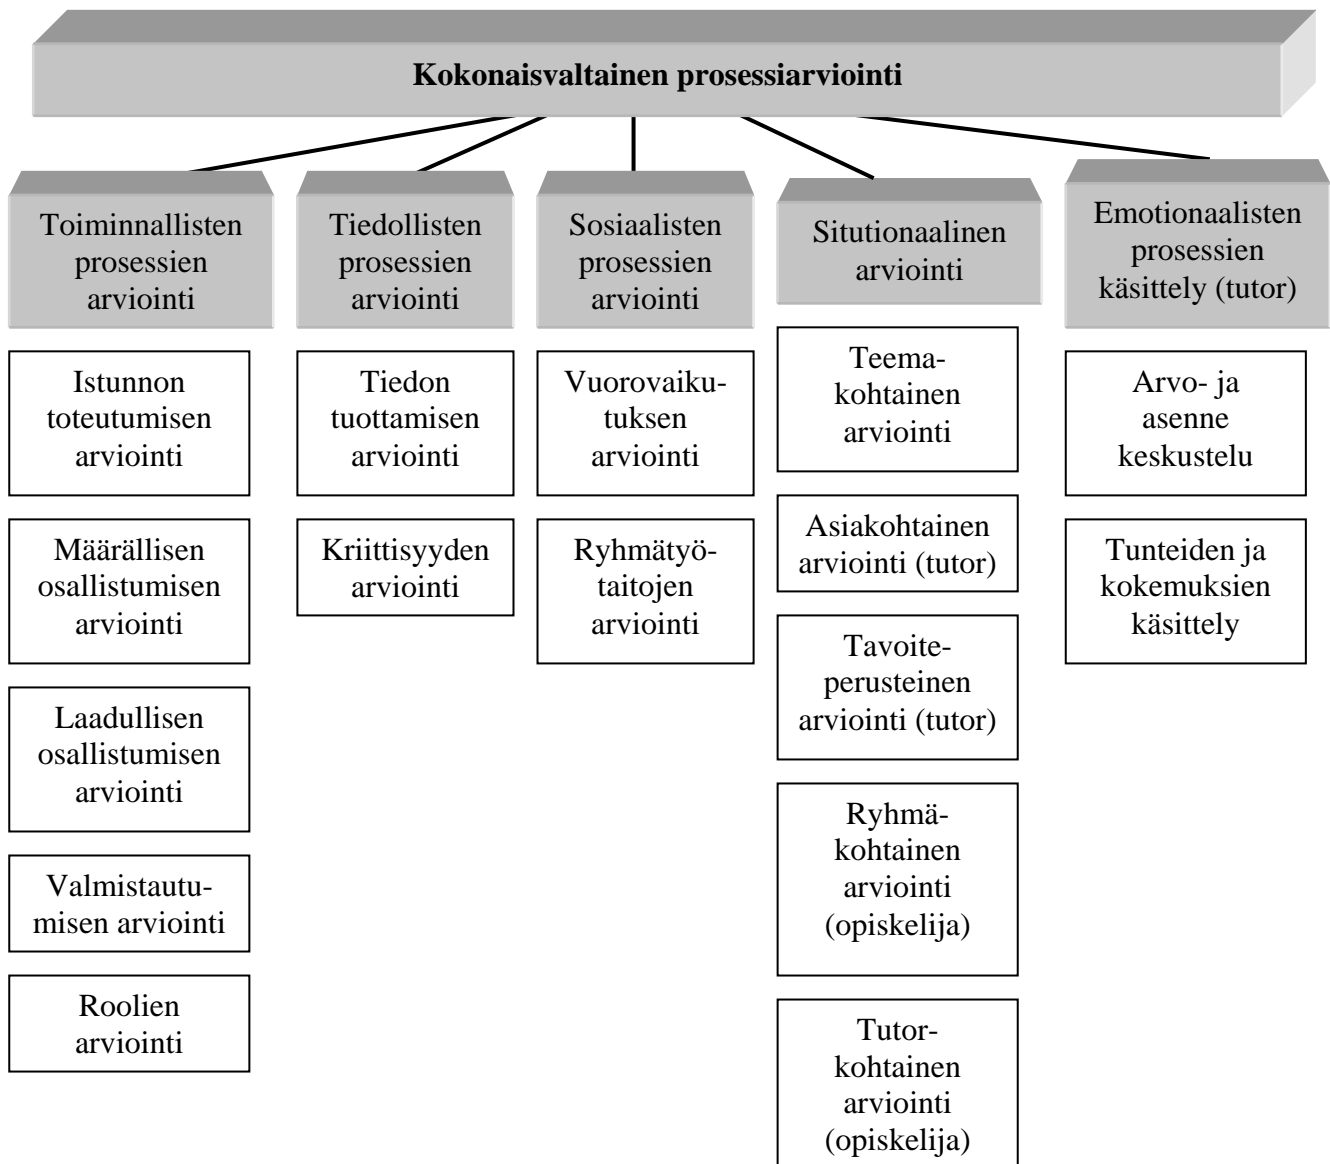 Kokonaisvaltainen prosessiarviointi
Toiminnallisten
prosessien
arviointi
Istunnon
toteutumisen
arviointi
Määrällisen
osallistumisen
arviointi
Laadullisen
osallistumisen
arviointi
Valmistautu-
misen arviointi
Roolien
arviointi
Tiedollisten
prosessien
arviointi
Tiedon
tuottamisen
arviointi
Kriittisyyden
arviointi
Sosiaalisten
prosessien
arviointi
Vuorovaiku-
tuksen
arviointi
Ryhmätyö-
taitojen
arviointi
Situtionaalinen
arviointi
Teema-
kohtainen
arviointi
Asiakohtainen
arviointi (tutor)
Tavoite-
perusteinen
arviointi (tutor)
Ryhmä-
kohtainen
arviointi
(opiskelija)
Tutor-
kohtainen
arviointi
(opiskelija)
Emotionaalisten
prosessien
käsittely (tutor)
Arvo- ja
asenne
keskustelu
Tunteiden ja
kokemuksien
käsittely